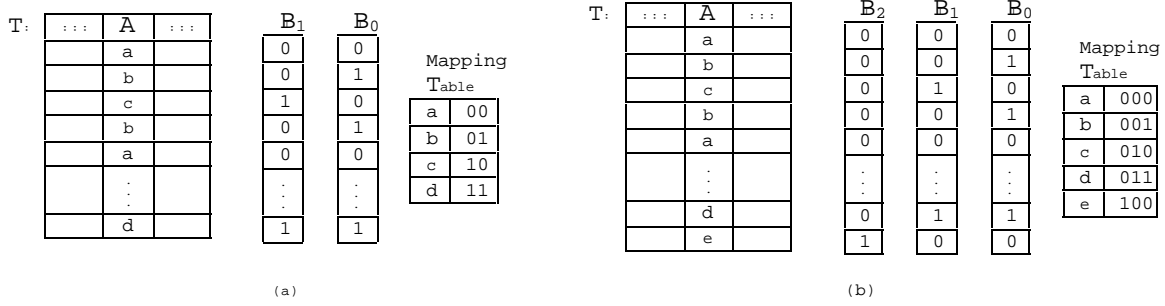 T: ::: A ::: B1 B0
a 0 0
b 0 1
c 1 0
b 0 1
a 0 0
. . .
. . .
. . .
d 1 1
Mapping
Table
a 00
b 01
c 10
d 11
(a)
T: ::: A ::: B2 B1 B0
a 0 0 0
b 0 0 1
c 0 1 0
b 0 0 1
a 0 0 0
. . . .
. . . .
. . . .
d 0 1 1
e 1 0 0
Mapping
Table
a 000
b 001
c 010
d 011
e 100
(b)